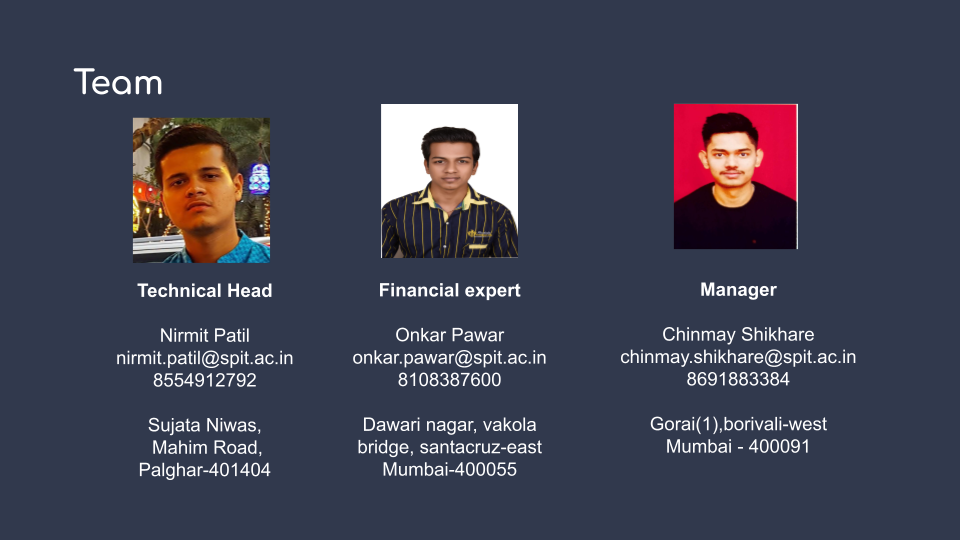 Team
Technical Head
Nirmit Patil
nirmit.patil@spit.ac.in
8554912792
Sujata Niwas,
Mahim Road,
Palghar-401404
Financial expert
Onkar Pawar
onkar.pawar@spit.ac.in
8108387600
Dawari nagar, vakola
bridge, santacruz-east
Mumbai-400055
Manager
Chinmay Shikhare
chinmay.shikhare@spit.ac.in
8691883384
Gorai(1),borivali-west
Mumbai - 400091